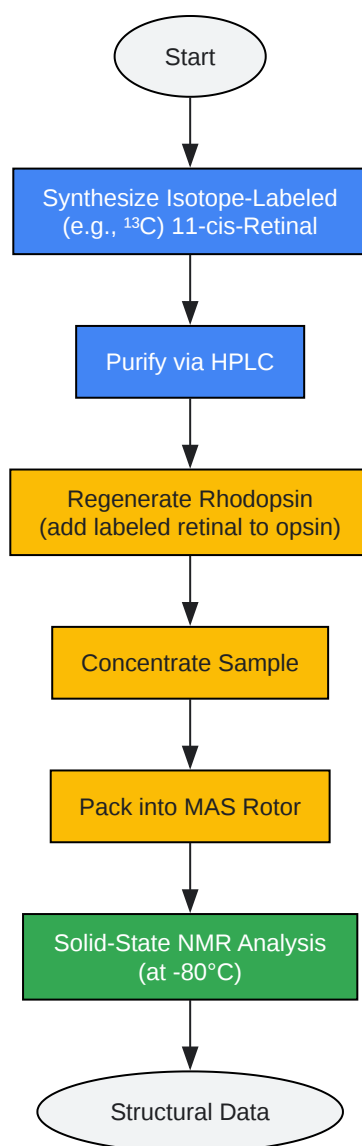 Start
Synthesize Isotope-Labeled
(e.g., ¹³C) 11-cis-Retinal
Purify via HPLC
Regenerate Rhodopsin
(add labeled retinal to opsin)
Concentrate Sample
Pack into MAS Rotor
Solid-State NMR Analysis
(at -80°C)
Structural Data